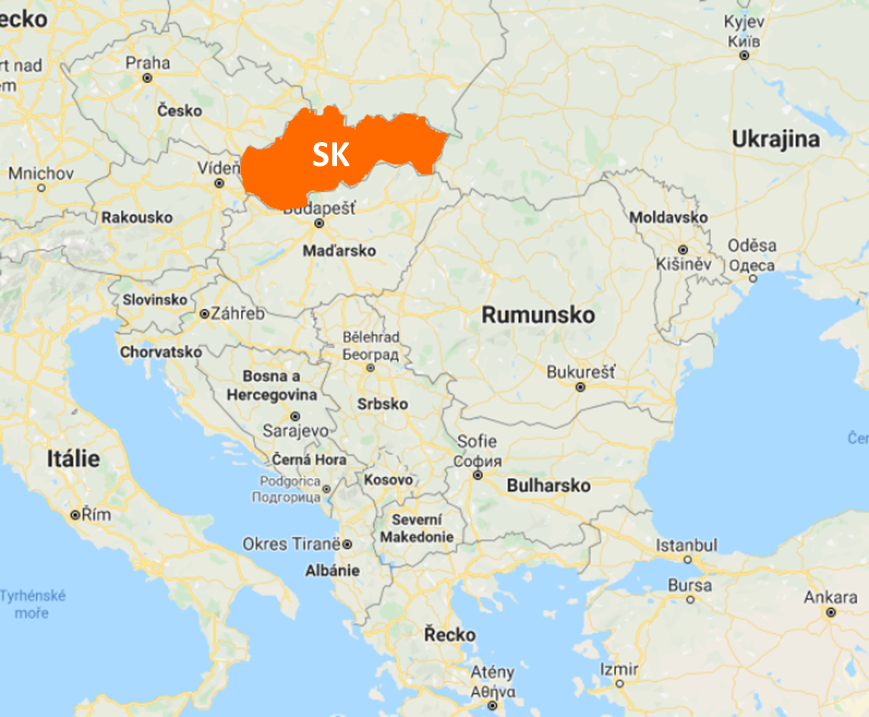 ecko
Kyjev
Київ
rt nad
em
Praha
Česko
SK
Ukrajina
Mnichov
Vídeň
Budapešť
Rakousko
Maďarsko
Moldavsko
Kišiněv
Oděsa
Одеса
Slovinsko
Záhřeb
Rumunsko
Chorvatsko
Bělehrad
Београд
Bosna a
Hercegovina
Bukurešť
Srbsko
Sarajevo
Sofie
София
Čer
Itálie
Černá Hora
Kosovo
Podgorica
Подгорица
Bulharsko
Řím
Severní
Makedonie
Okres Tiranë
Istanbul
Albánie
Bursa
Ankara
Tyrhénské
moře
Řecko
Izmir
Atény
Αθήνα